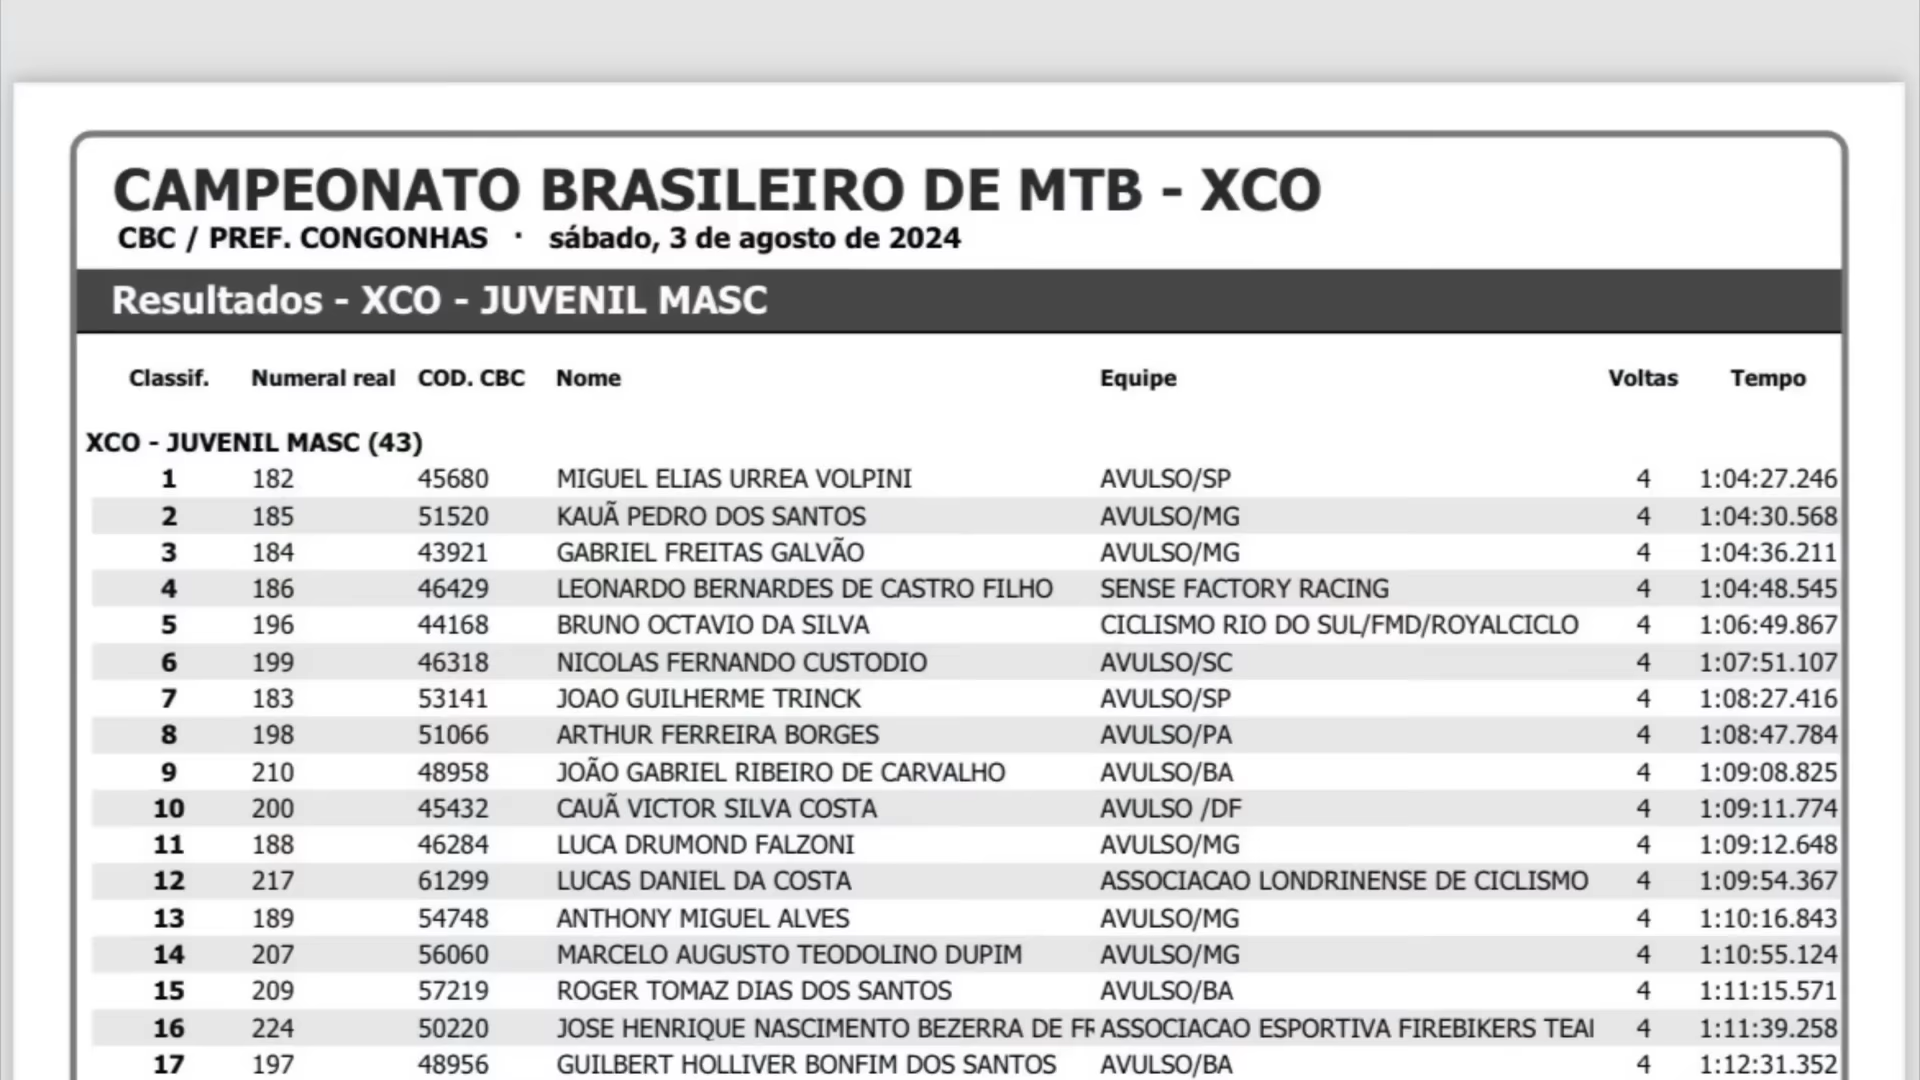 CAMPEONATO BRASILEIRO DE MTB - XCO
CBC / PREF. CONGONHAS · sábado, 3 de agosto de 2024
Resultados - XCO - JUVENIL MASC
Classif. Numeral real COD. CBC Nome Equipe Voltas Tempo
XCO - JUVENIL MASC (43)
1 182 45680 MIGUEL ELIAS URREA VOLPINI AVULSO/SP 4 1:04:27.246
2 185 51520 KAUÃ PEDRO DOS SANTOS AVULSO/MG 4 1:04:30.568
3 184 43921 GABRIEL FREITAS GALVÃO AVULSO/MG 4 1:04:36.211
4 186 46429 LEONARDO BERNARDES DE CASTRO FILHO SENSE FACTORY RACING 4 1:04:48.545
5 196 44168 BRUNO OCTAVIO DA SILVA CICLISMO RIO DO SUL/FMD/ROYALCICLO 4 1:06:49.867
6 199 46318 NICOLAS FERNANDO CUSTODIO AVULSO/SC 4 1:07:51.107
7 183 53141 JOAO GUILHERME TRINCK AVULSO/SP 4 1:08:27.416
8 198 51066 ARTHUR FERREIRA BORGES AVULSO/PA 4 1:08:47.784
9 210 48958 JOÃO GABRIEL RIBEIRO DE CARVALHO AVULSO/BA 4 1:09:08.825
10 200 45432 CAUÃ VICTOR SILVA COSTA AVULSO /DF 4 1:09:11.774
11 188 46284 LUCA DRUMOND FALZONI AVULSO/MG 4 1:09:12.648
12 217 61299 LUCAS DANIEL DA COSTA ASSOCIACAO LONDRINENSE DE CICLISMO 4 1:09:54.367
13 189 54748 ANTHONY MIGUEL ALVES AVULSO/MG 4 1:10:16.843
14 207 56060 MARCELO AUGUSTO TEODOLINO DUPIM AVULSO/MG 4 1:10:55.124
15 209 57219 ROGER TOMAZ DIAS DOS SANTOS AVULSO/BA 4 1:11:15.571
16 224 50220 JOSE HENRIQUE NASCIMENTO BEZERRA DE FR ASSOCIACAO ESPORTIVA FIREBIKERS TEA 4 1:11:39.258
17 197 48956 GUILBERT HOLLIVER BONFIM DOS SANTOS AVULSO/BA 4 1:12:31.352